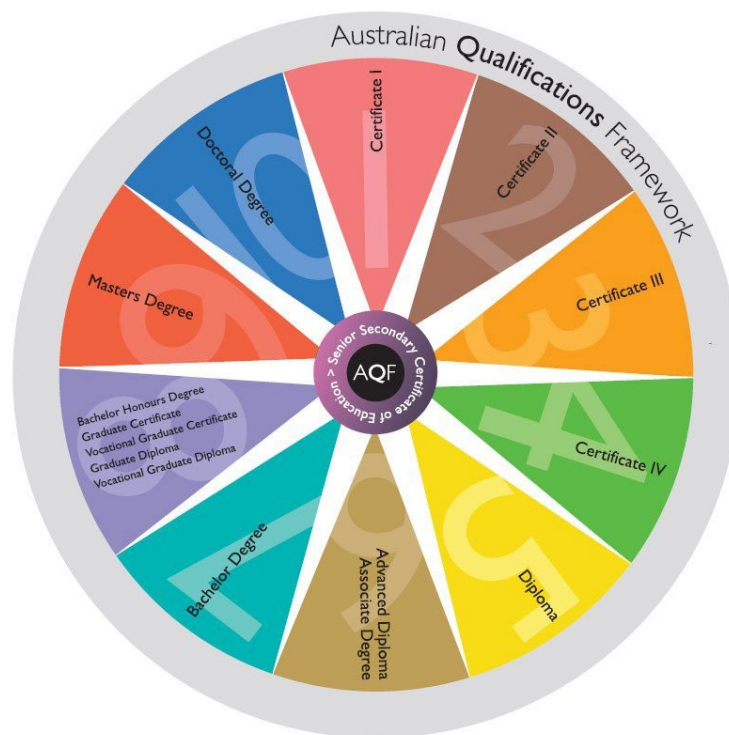 Australian Qualifications Framework
1
Certificate I
2
Certificate II
3
Certificate III
4
Certificate IV
5
Diploma
6
Advanced Diploma
Associate Degree
7
Bachelor Degree
8
Bachelor Honours Degree
Graduate Certificate
Vocational Graduate Certificate
Graduate Diploma
Vocational Graduate Diploma
9
Masters Degree
10
Doctoral Degree
> Senior Secondary Certificate of Education
AQF